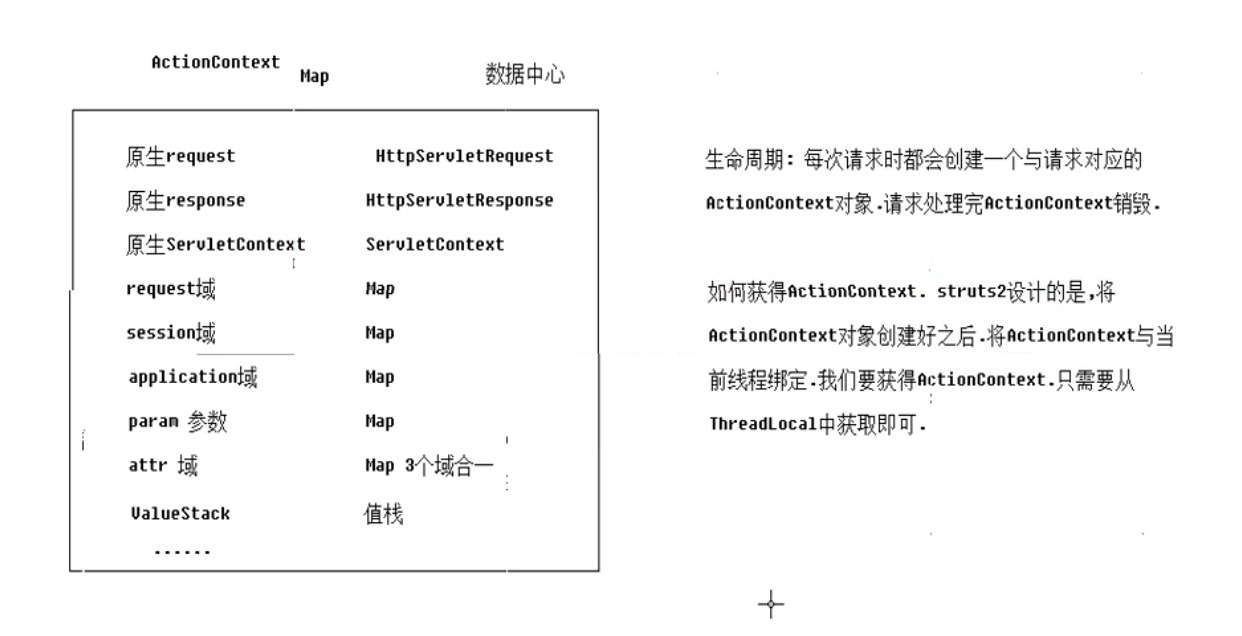 ActionContext
Map 数据中心
原生request HttpServletRequest
原生response HttpServletResponse
原生ServletContext ServletContext
request域 Map
session域 Map
application域 Map
param 参数 Map
attr 域 Map 3个域合一
ValueStack 值栈
......
生命周期: 每次请求时都会创建一个与请求对应的
ActionContext对象.请求处理完ActionContext销毁.
如何获得ActionContext. struts2设计的是,将
ActionContext对象创建好之后.将ActionContext与当
前线程绑定.我们要获得ActionContext.只需要从
ThreadLocal中获取即可.